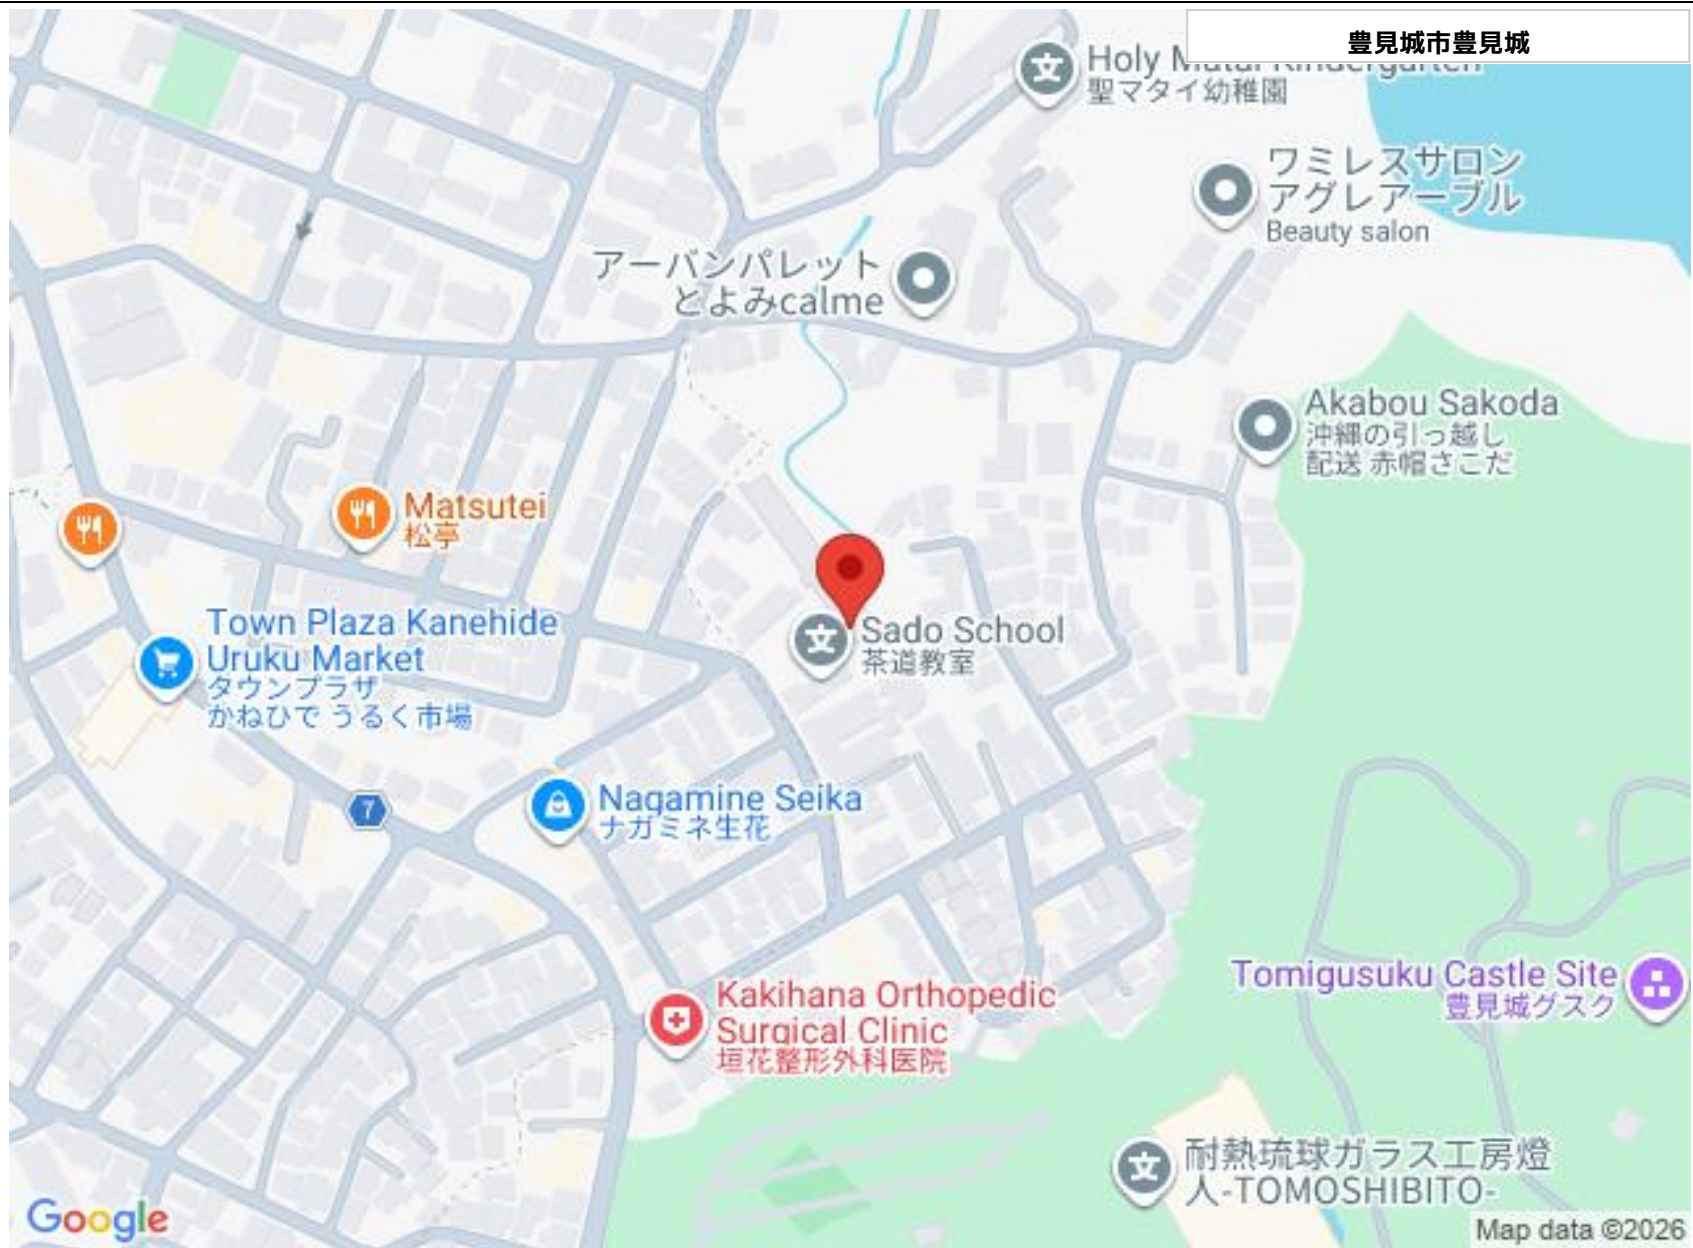 豊見城市豊見城
Holy
聖マタイ幼稚園
ワミレスサロン
アグレアーブル
Beauty salon
アーバンパレット
とよみcalme
Akabou Sakoda
沖縄の引っ越し
配送 赤帽さこだ
Matsutei
松亭
Sado School
茶道教室
Town Plaza Kanehide
Uruku Market
タウンプラザ
かねひで うるく市場
7
Nagamine Seika
ナガミネ生花
Tomigusuku Castle Site
豊見城グスク
Kakihana Orthopedic
Surgical Clinic
垣花整形外科医院
耐熱琉球ガラス工房燈
人-TOMOSHIBITO-
Google
Map data ©2026